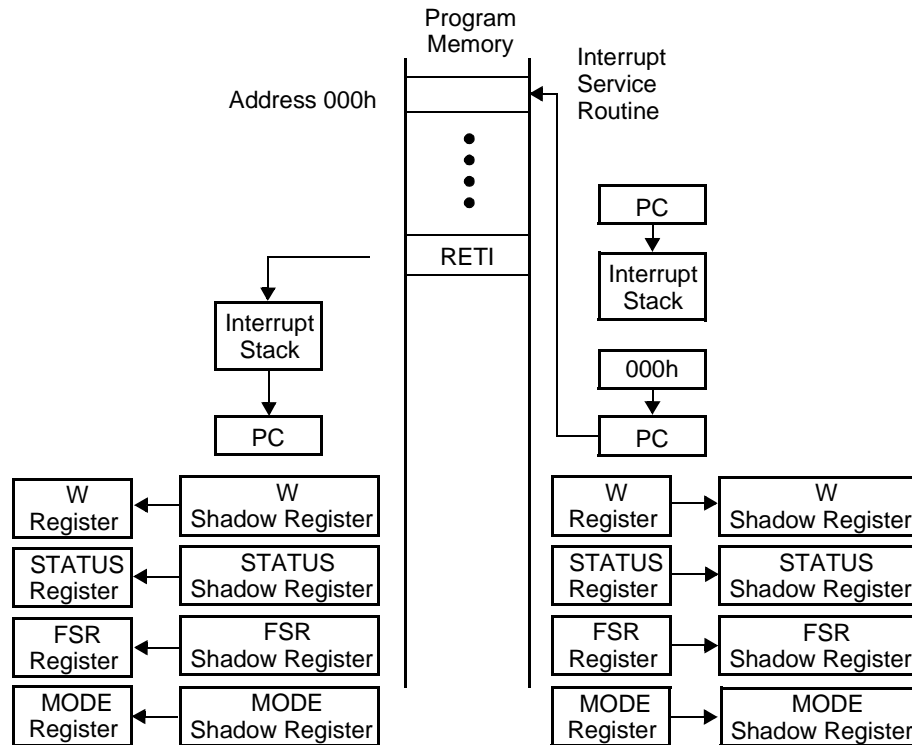 Program
Memory
Interrupt
Service
Routine
Address 000h
PC
RETI
Interrupt
Stack
Interrupt
Stack
000h
PC
PC
W
Register
W
Shadow Register
W
Register
W
Shadow Register
STATUS
Register
STATUS
Shadow Register
STATUS
Register
STATUS
Shadow Register
FSR
Register
FSR
Shadow Register
FSR
Register
FSR
Shadow Register
MODE
Register
MODE
Shadow Register
MODE
Register
MODE
Shadow Register